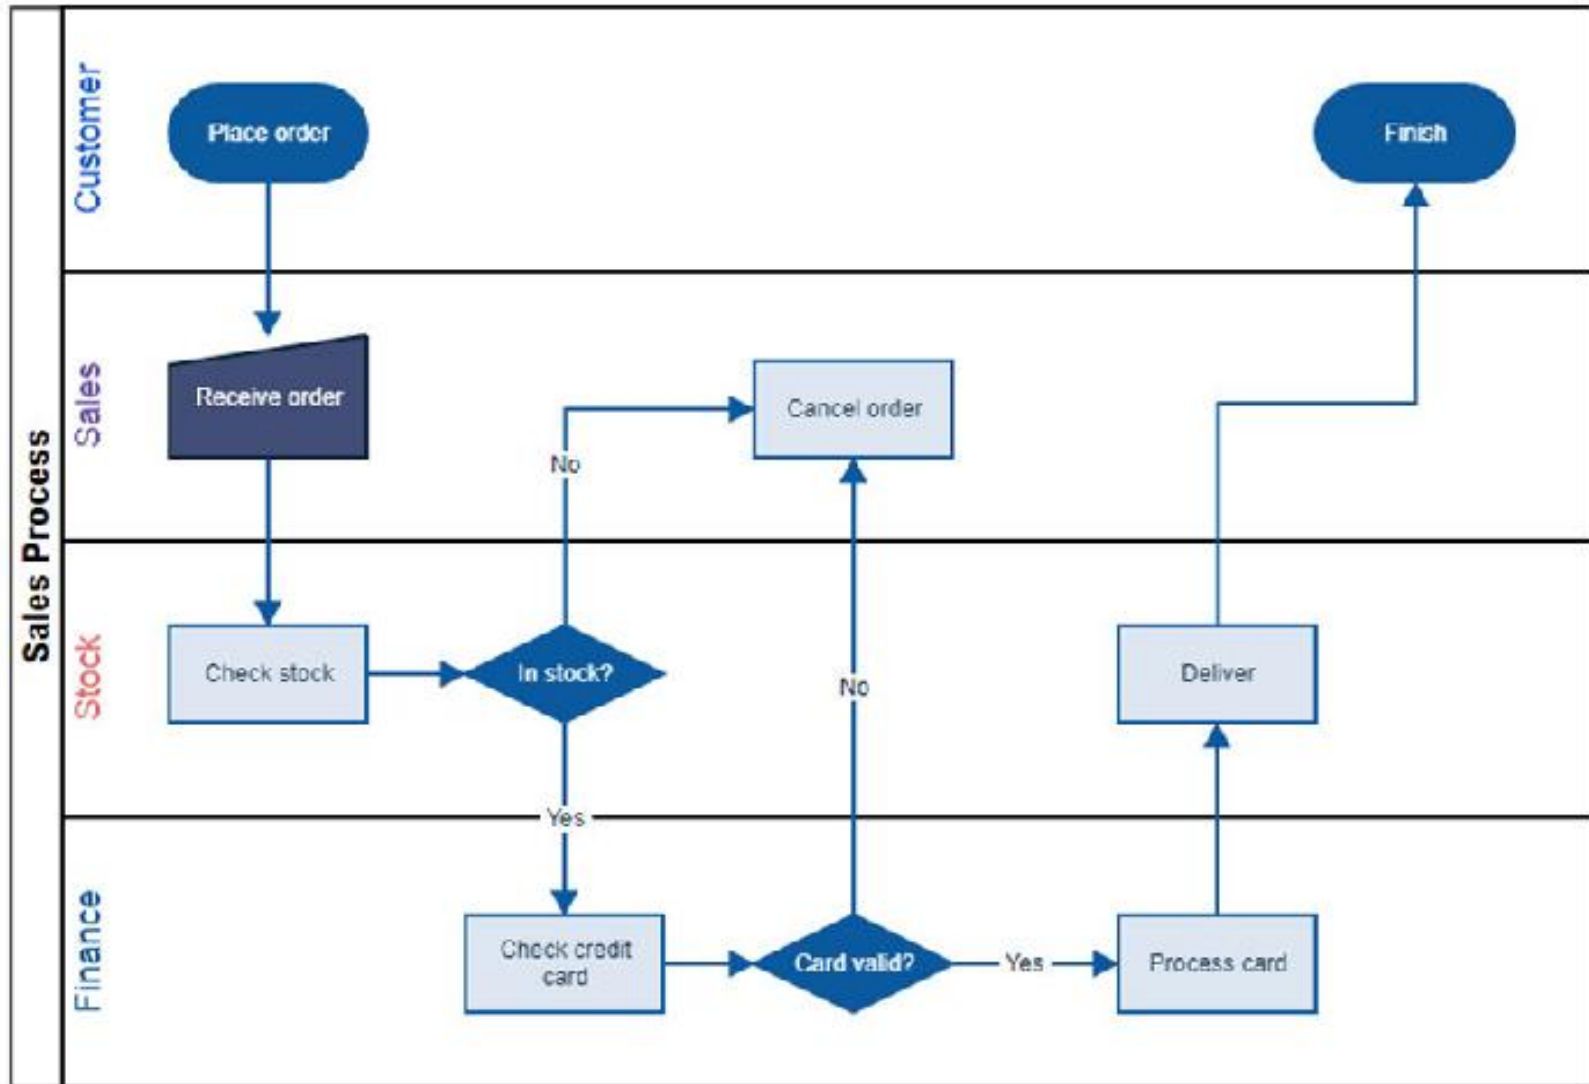 Sales Process
Customer
Place order
Finish
Sales
Receive order
Cancel order
No
Stock
Check stock
In stock?
No
Deliver
Yes
Finance
Check credit
card
Card valid?
Yes
Process card